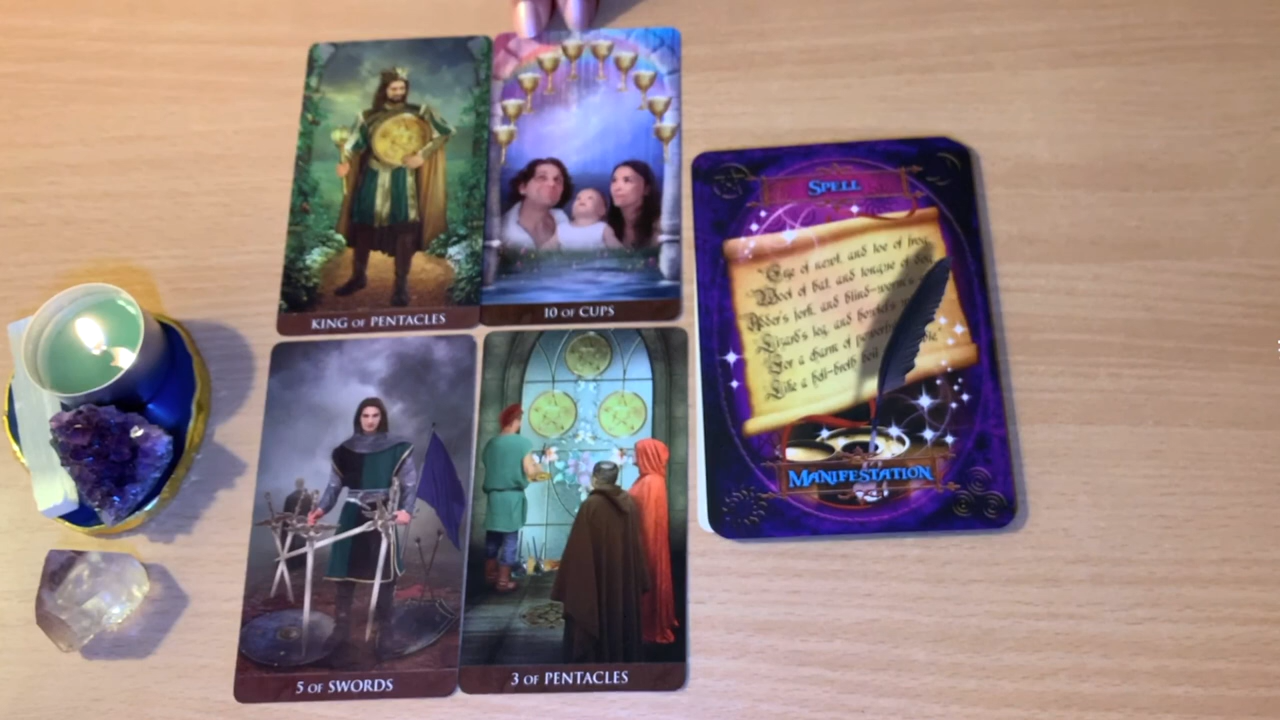 KING OF PENTACLES
10 OF CUPS
5 OF SWORDS
3 OF PENTACLES
SPELL
Eye of newt, and toe of frog,
Wool of bat, and tongue of dog,
Adder's fork, and blind-worm's
Lizard's leg, and
For a charm of
Like a hell-broth boil
MANIFESTATION